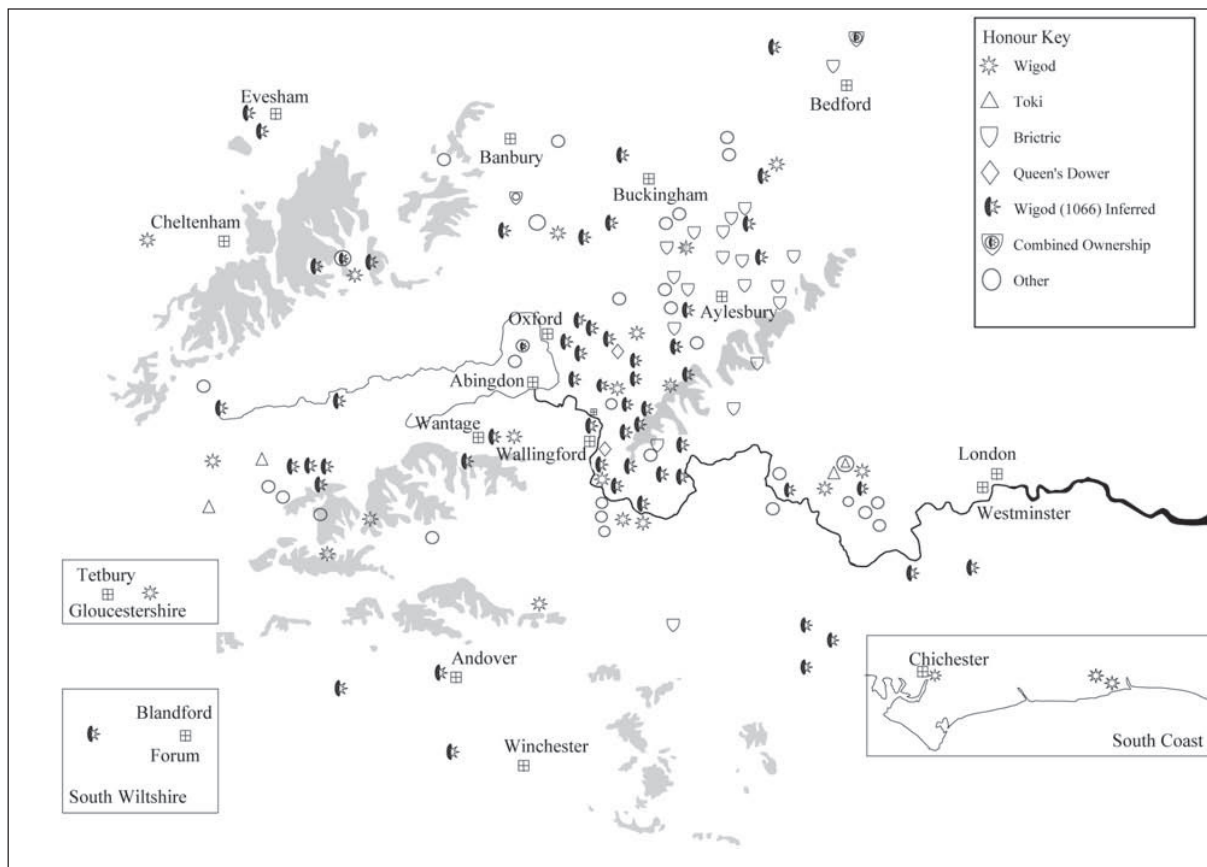 Honour Key
Wigod
Toki
Brictric
Queen's Dower
Wigod (1066) Inferred
Combined Ownership
Other
Evesham
Bedford
Banbury
Buckingham
Cheltenham
Aylesbury
Oxford
Abingdon
Wantage
Wallingford
London
Westminster
Tetbury
Gloucestershire
Andover
Chichester
South Coast
Blandford
Forum
South Wiltshire
Winchester